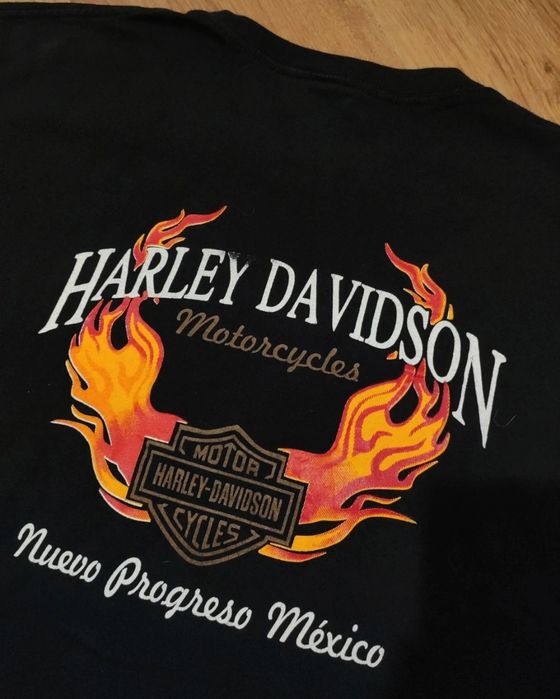 HARLEY DAVIDSON
Motorcycles
MOTOR
HARLEY-DAVIDSON
CYCLES
Nuevo Progreso México